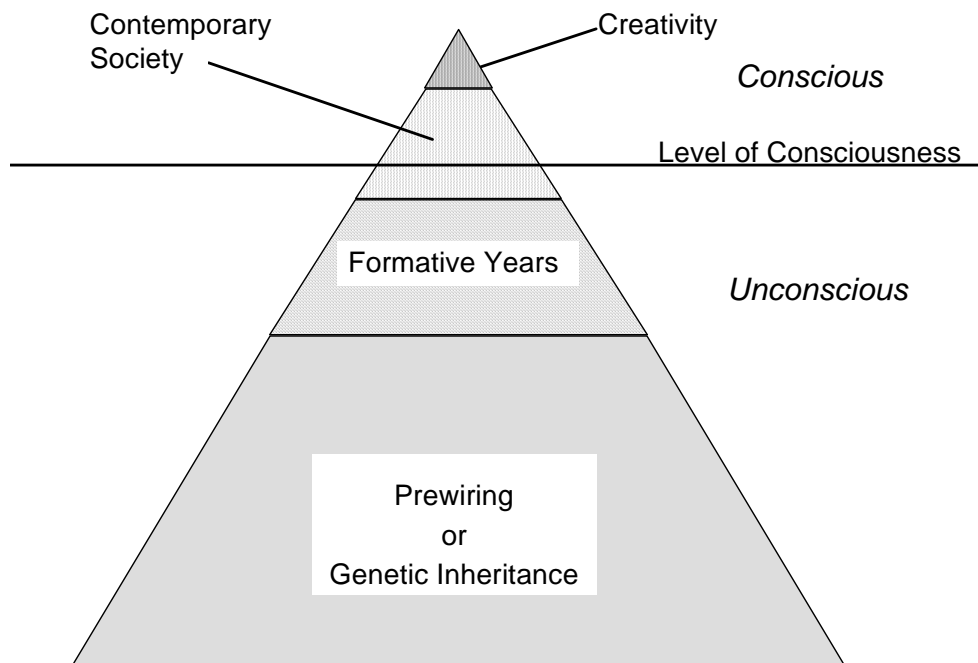 Contemporary
Society
Creativity
Conscious
Level of Consciousness
Formative Years
Unconscious
Prewiring
or
Genetic Inheritance